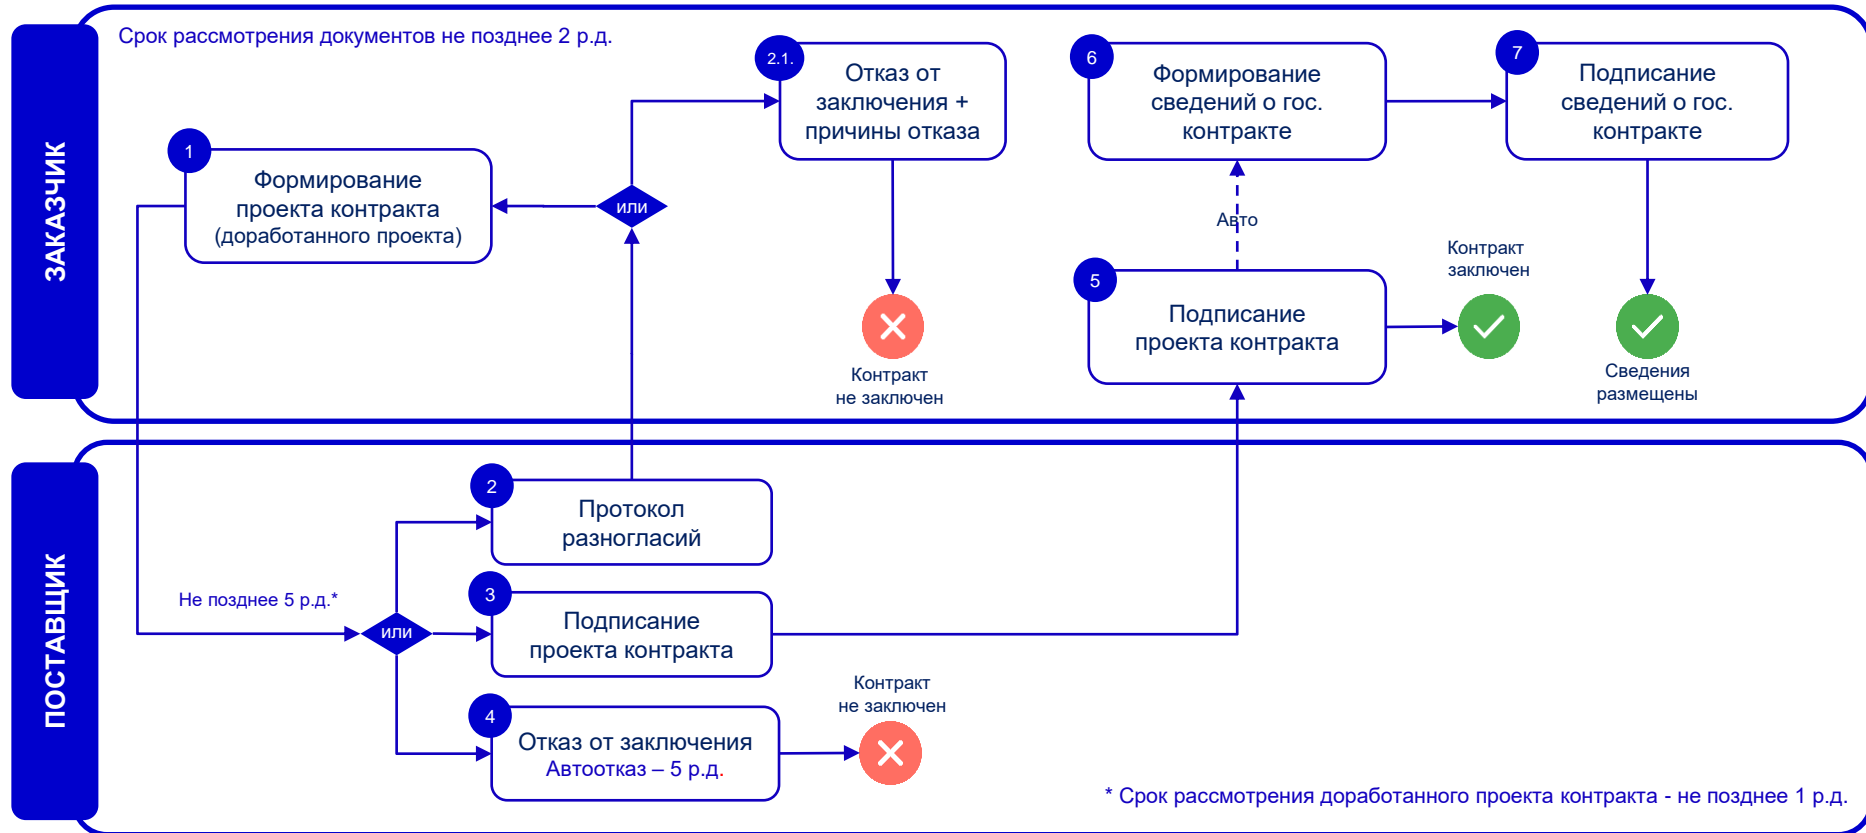 ЗАКАЗЧИК
Срок рассмотрения документов не позднее 2 р.д.
1
Формирование
проекта контракта
(доработанного проекта)
или
2.1.
Отказ от
заключения +
причины отказа
Контракт
не заключен
6
Формирование
сведений о гос.
контракте
7
Подписание
сведений о гос.
контракте
Авто
5
Подписание
проекта контракта
Контракт
заключен
Сведения
размещены
ПОСТАВЩИК
Не позднее 5 р.д.*
или
2
Протокол
разногласий
3
Подписание
проекта контракта
4
Отказ от заключения
Автоотказ – 5 р.д.
Контракт
не заключен
* Срок рассмотрения доработанного проекта контракта - не позднее 1 р.д.